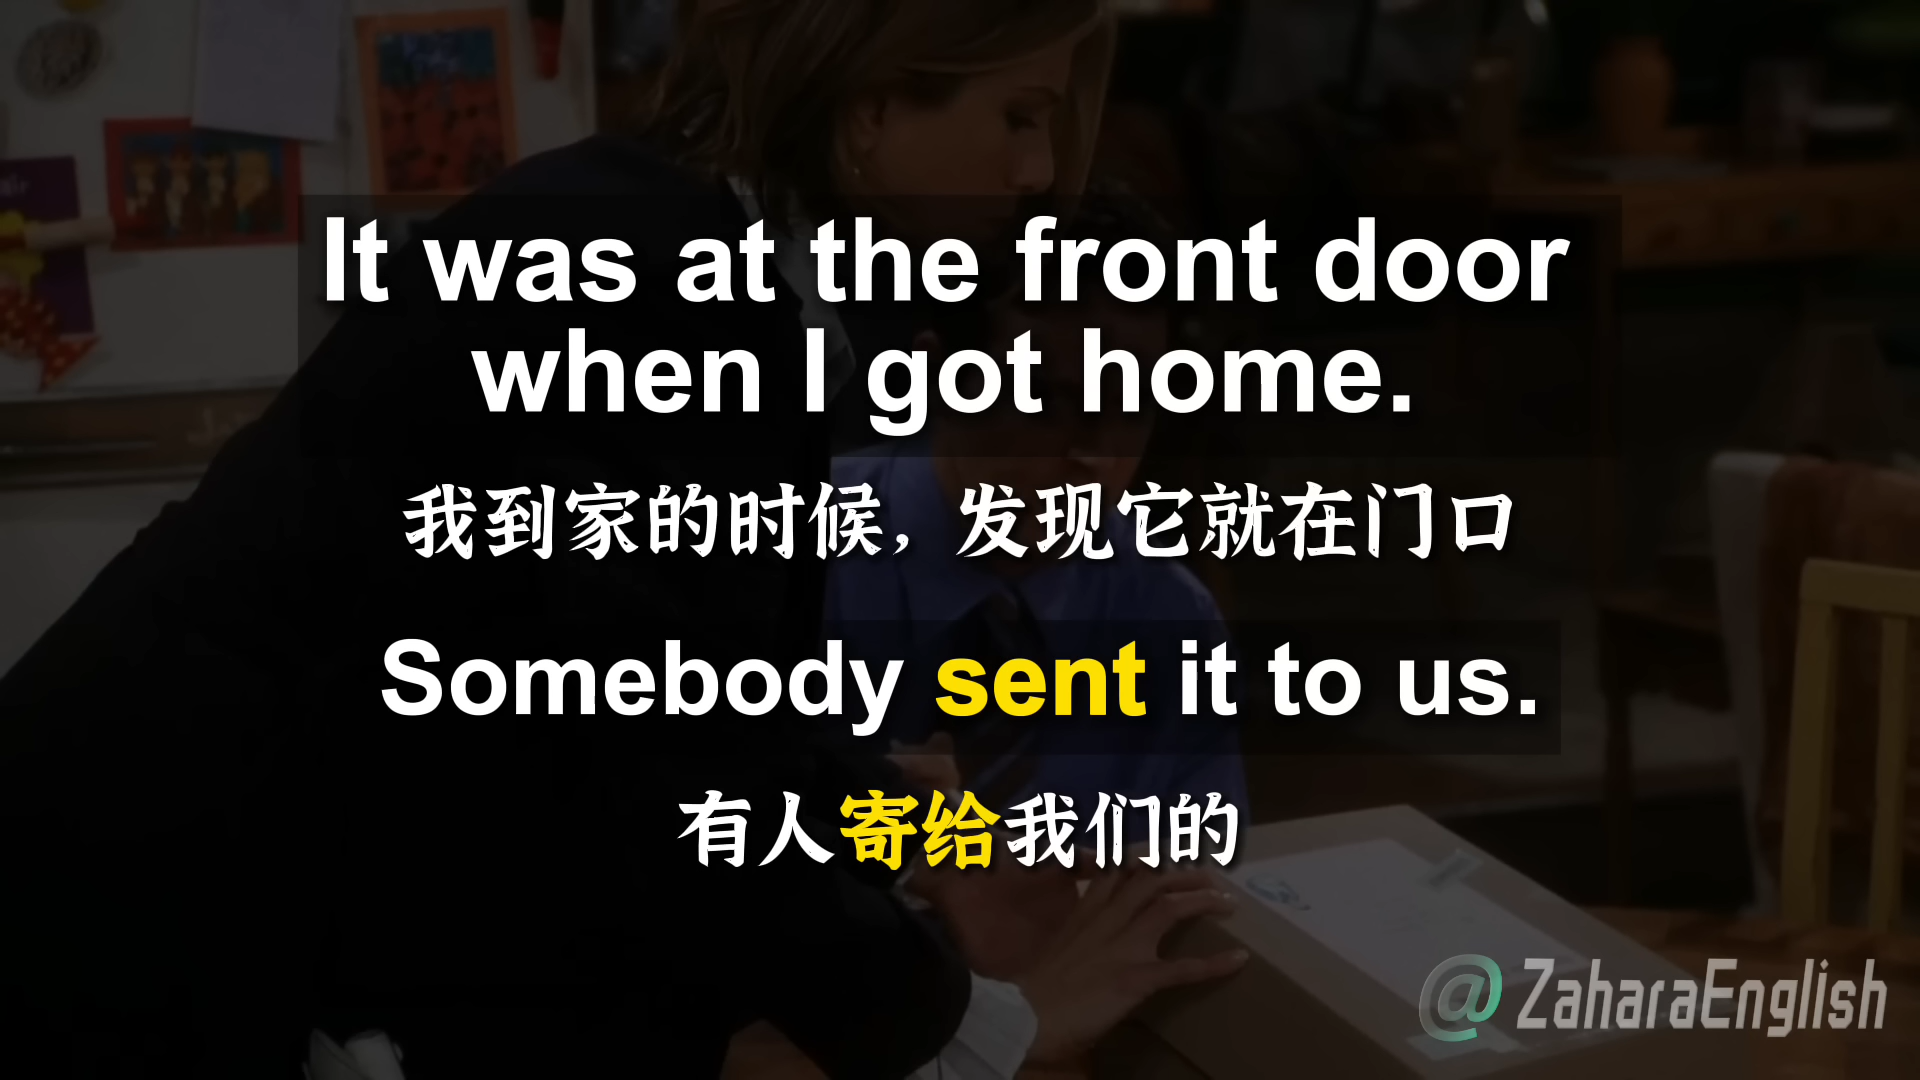 It was at the front door
when I got home.
我到家的时候，发现它就在门口
Somebody sent it to us.
有人寄给我们的
@ZaharaEnglish